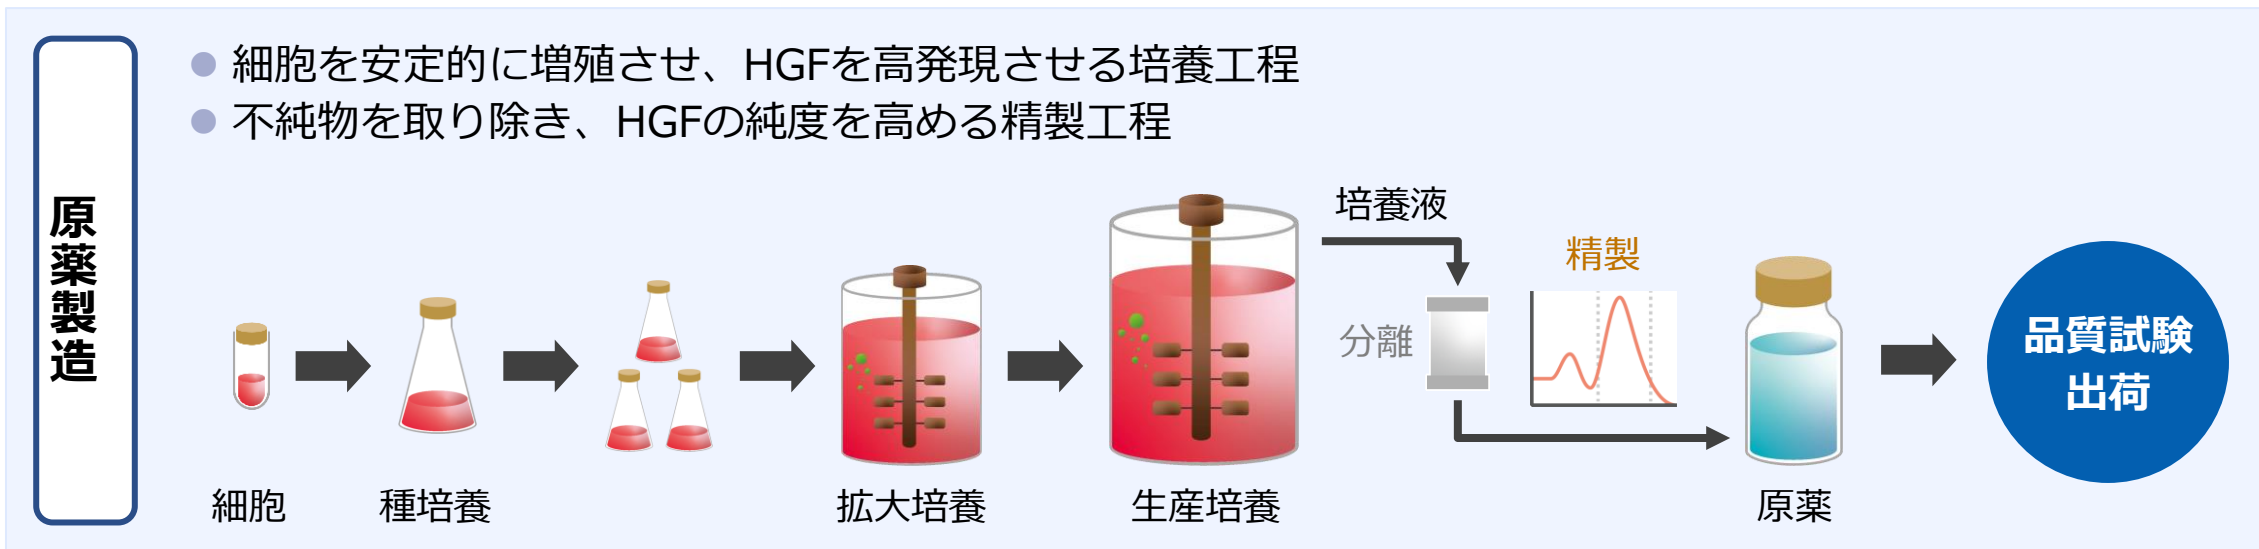 原薬製造
細胞を安定的に増殖させ、HGFを高発現させる培養工程
不純物を取り除き、HGFの純度を高める精製工程
培養液
精製
分離
品質試験
出荷
細胞
種培養
拡大培養
生産培養
原薬